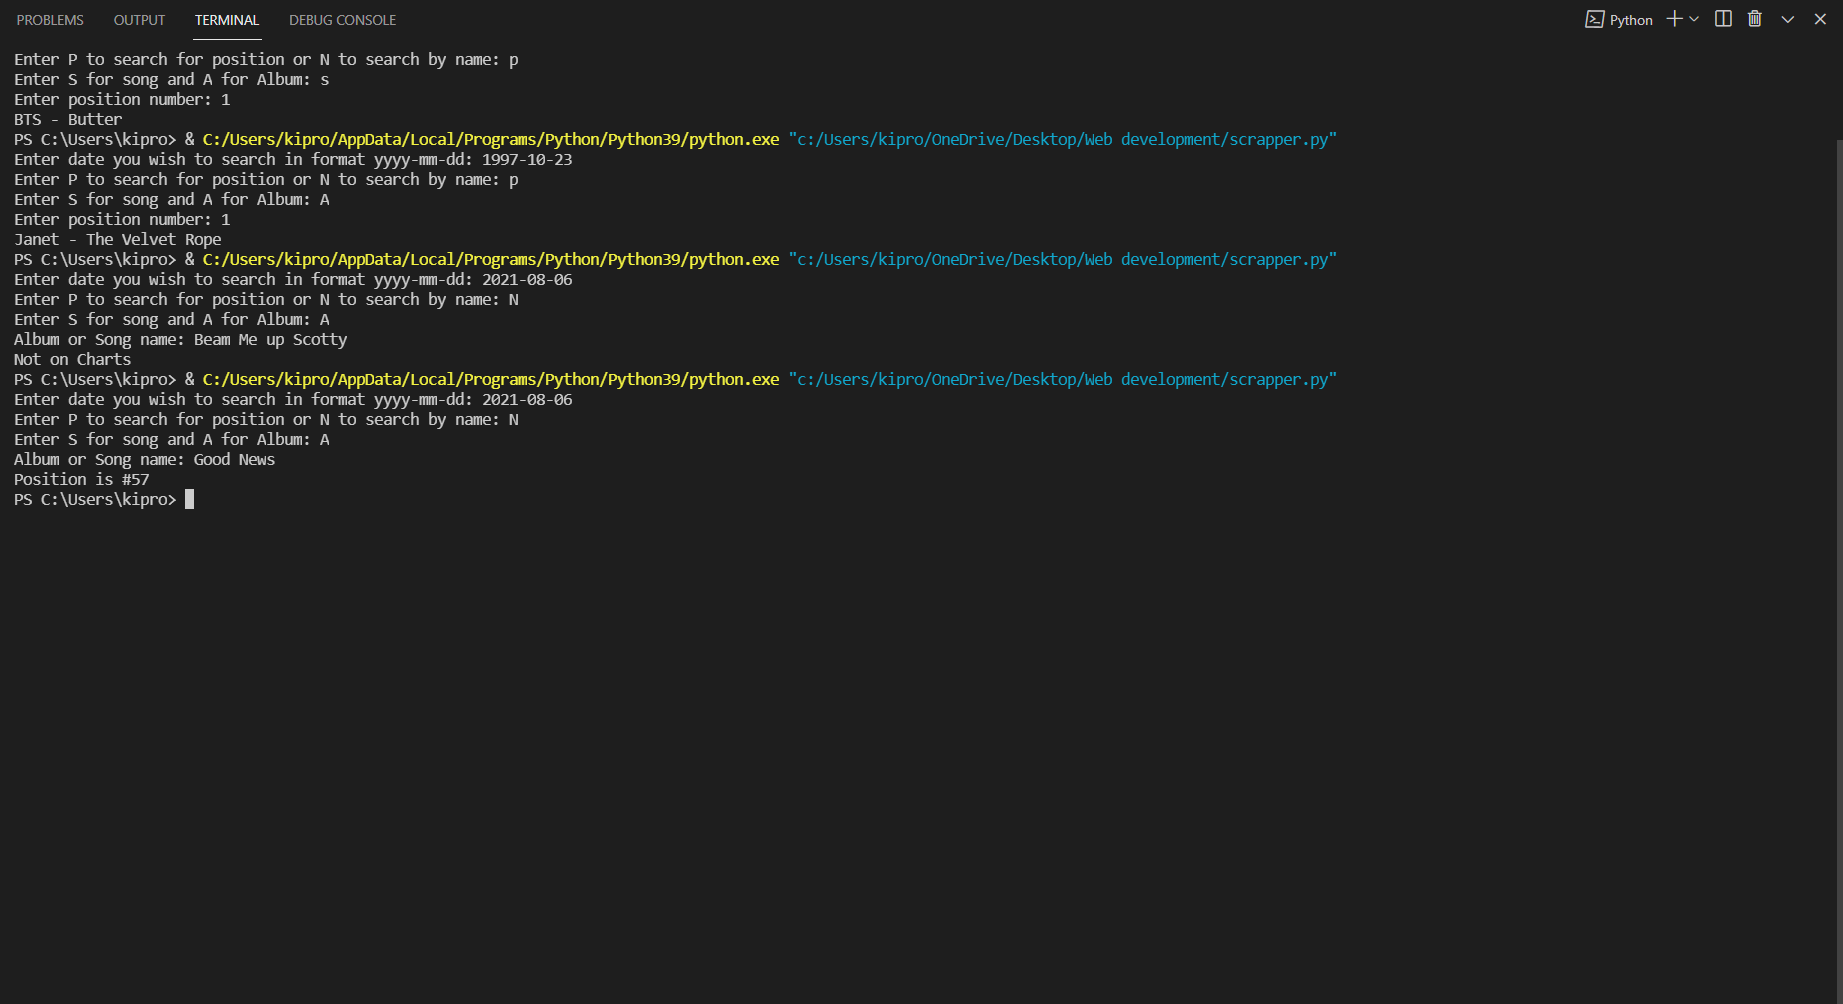 PROBLEMS OUTPUT TERMINAL DEBUG CONSOLE Python
Enter P to search for position or N to search by name: p
Enter S for song and A for Album: s
Enter position number: 1
BTS - Butter
PS C:\Users\kipro> & C:/Users/kipro/AppData/Local/Programs/Python/Python39/python.exe "c:/Users/kipro/OneDrive/Desktop/Web development/scrapper.py"
Enter date you wish to search in format yyyy-mm-dd: 1997-10-23
Enter P to search for position or N to search by name: p
Enter S for song and A for Album: A
Enter position number: 1
Janet - The Velvet Rope
PS C:\Users\kipro> & C:/Users/kipro/AppData/Local/Programs/Python/Python39/python.exe "c:/Users/kipro/OneDrive/Desktop/Web development/scrapper.py"
Enter date you wish to search in format yyyy-mm-dd: 2021-08-06
Enter P to search for position or N to search by name: N
Enter S for song and A for Album: A
Album or Song name: Beam Me up Scotty
Not on Charts
PS C:\Users\kipro> & C:/Users/kipro/AppData/Local/Programs/Python/Python39/python.exe "c:/Users/kipro/OneDrive/Desktop/Web development/scrapper.py"
Enter date you wish to search in format yyyy-mm-dd: 2021-08-06
Enter P to search for position or N to search by name: N
Enter S for song and A for Album: A
Album or Song name: Good News
Position is #57
PS C:\Users\kipro>